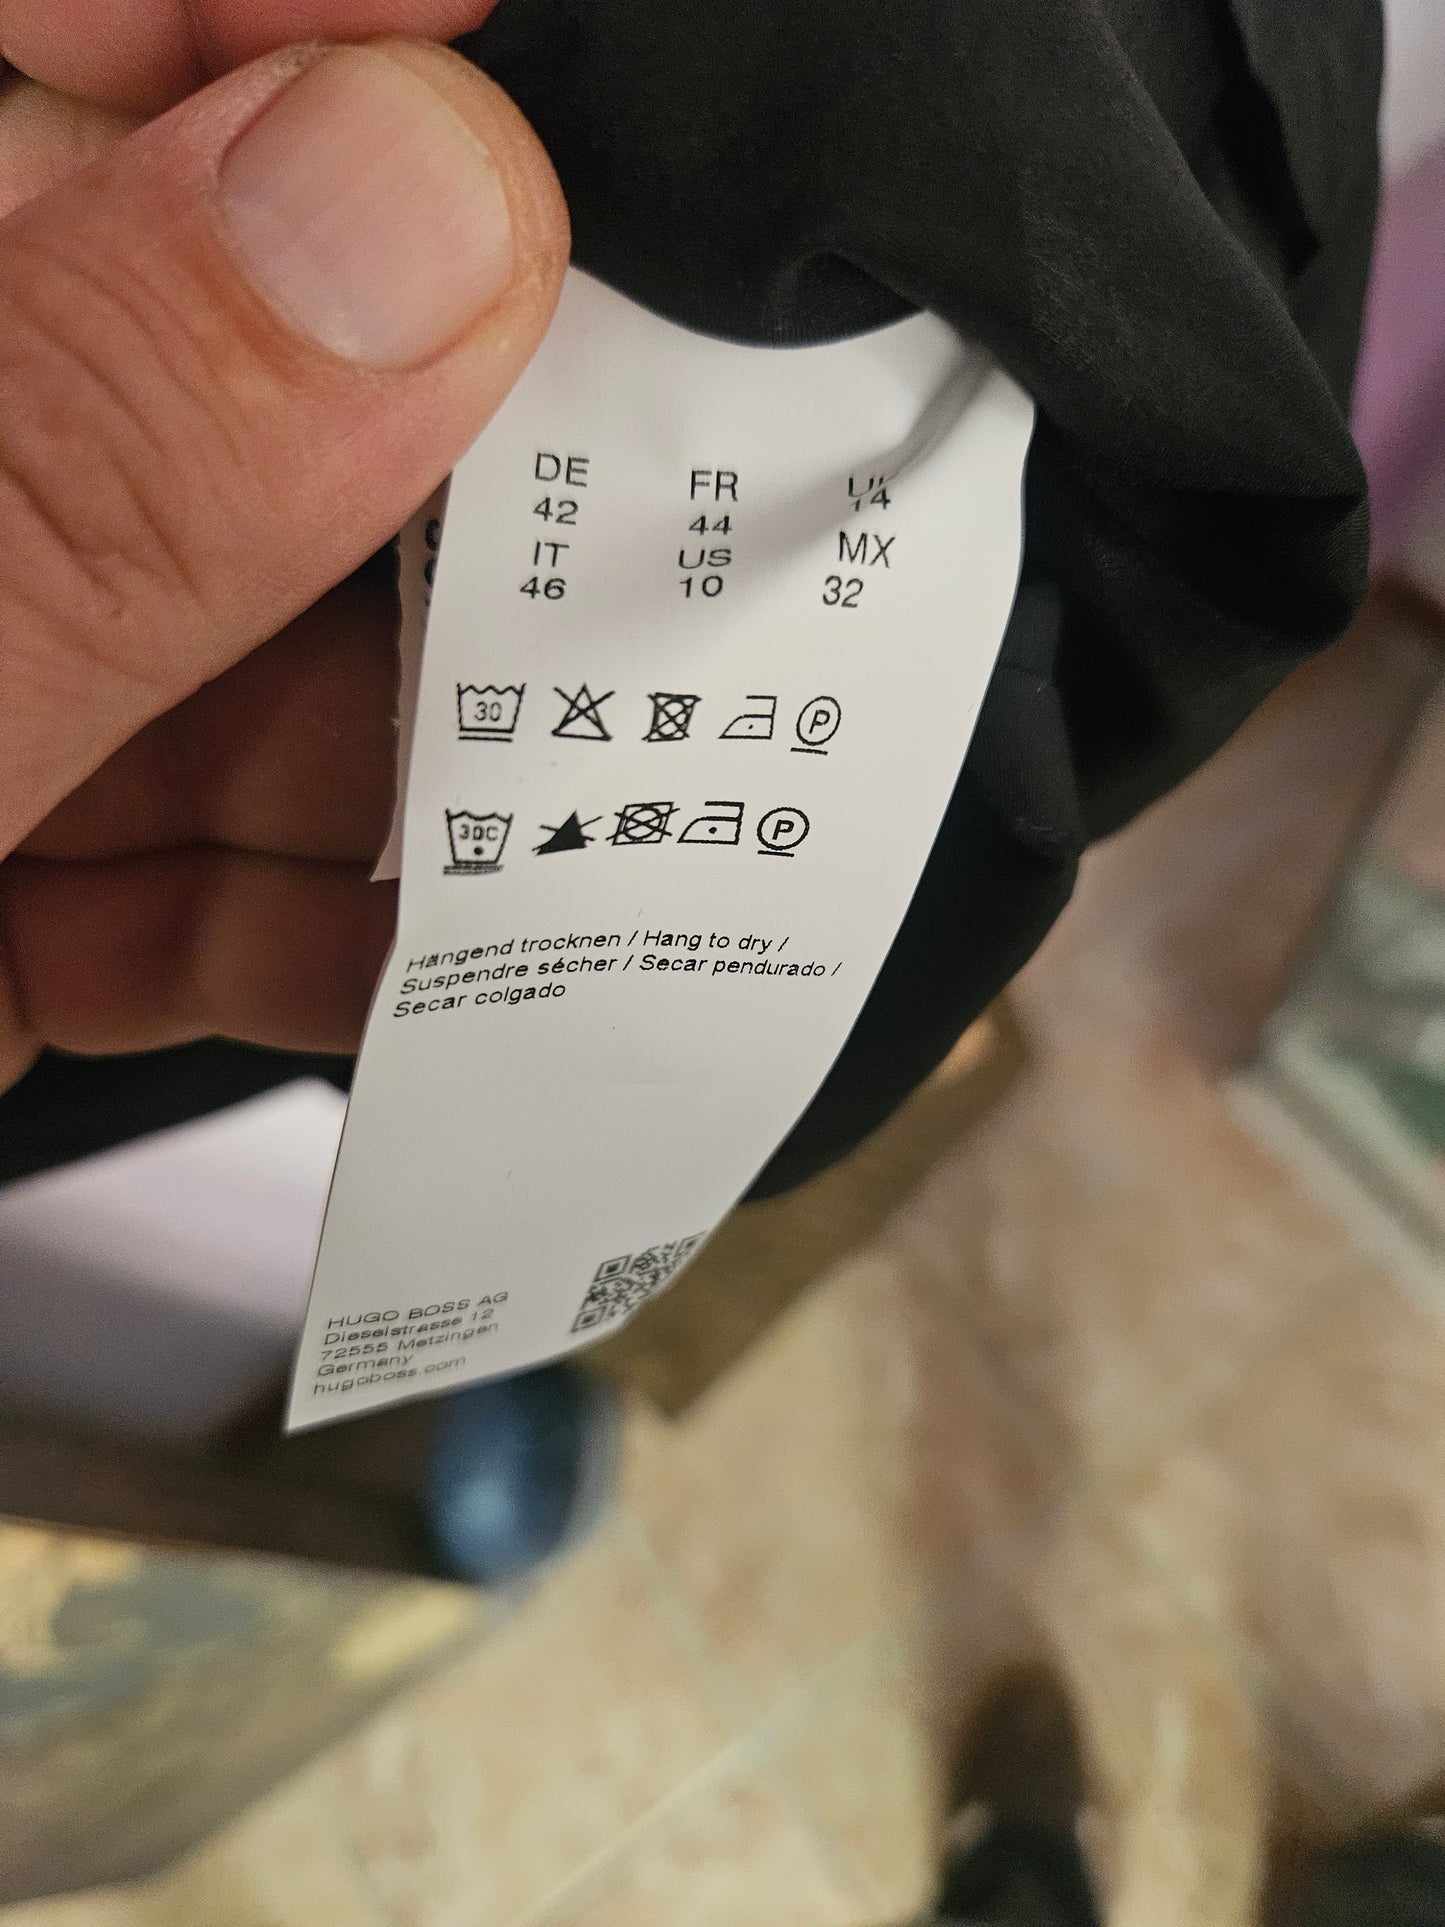 DE FR
42 44 14
IT US MX
46 10 32
30 P
30C P
Hängend trocknen / Hang to dry /
Suspendre sécher / Secar pendurado /
Secar colgado
HUGO BOSS AG
Dieselstrasse 12
72555 Metzingen
Germany
hugoboss.com